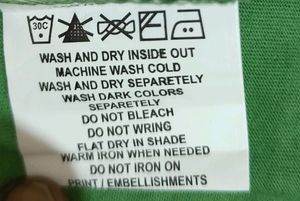 30C
WASH AND DRY INSIDE OUT
MACHINE WASH COLD
WASH AND DRY SEPARETELY
WASH DARK COLORS
SEPARETELY
DO NOT BLEACH
DO NOT WRING
FLAT DRY IN SHADE
WARM IRON WHEN NEEDED
DO NOT IRON ON
PRINT / EMBELLISHMENTS